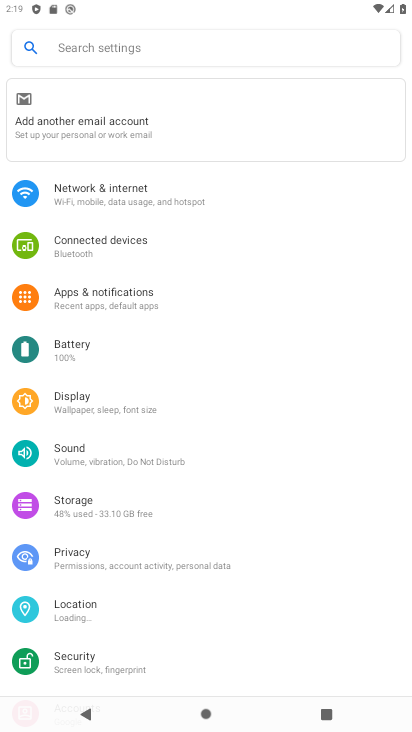 2:19
Search settings
Add another email account
Set up your personal or work email
Network & internet
Wi-Fi, mobile, data usage, and hotspot
Connected devices
Bluetooth
Apps & notifications
Recent apps, default apps
Battery
100%
Display
Wallpaper, sleep, font size
Sound
Volume, vibration, Do Not Disturb
Storage
48% used - 33.10 GB free
Privacy
Permissions, account activity, personal data
Location
Loading…
Security
Screen lock, fingerprint
Accounts